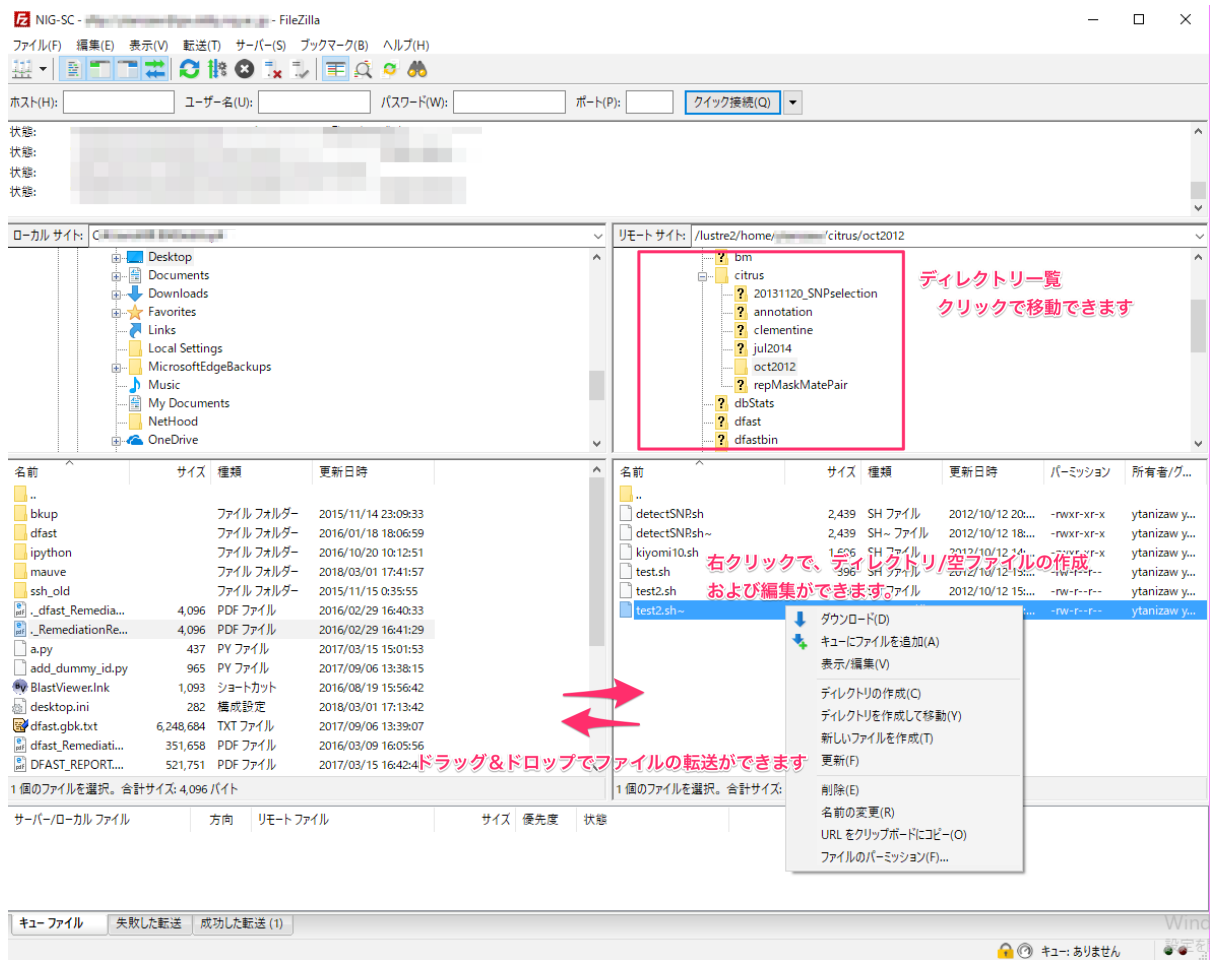 NIG-SC - - FileZilla
ファイル(F) 編集(E) 表示(V) 転送(T) サーバー(S) ブックマーク(B) ヘルプ(H)
ホスト(H): ユーザー名(U): パスワード(W): ポート(P): クイック接続(Q)
状態:
状態:
状態:
状態:
ローカル サイト: C
Desktop
Documents
Downloads
Favorites
Links
Local Settings
MicrosoftEdgeBackups
Music
My Documents
NetHood
OneDrive
リモート サイト: /lustre2/home/ /citrus/oct2012
bm
citrus
20131120_SNPselection
annotation
clementine
jul2014
oct2012
repMaskMatePair
dbStats
dfast
dfastbin
ディレクトリ一覧
クリックで移動できます
名前 サイズ 種類 更新日時
..
bkup ファイル フォルダー 2015/11/14 23:09:33
dfast ファイル フォルダー 2016/01/18 18:06:59
ipython ファイル フォルダー 2016/10/20 10:12:51
mauve ファイル フォルダー 2018/03/01 17:41:57
ssh_old ファイル フォルダー 2015/11/15 0:35:55
._dfast_Remedia... 4,096 PDF ファイル 2016/02/29 16:40:33
._RemediationRe... 4,096 PDF ファイル 2016/02/29 16:41:29
a.py 437 PY ファイル 2017/03/15 15:01:53
add_dummy_id.py 965 PY ファイル 2017/09/06 13:38:15
BlastViewer.lnk 1,093 ショートカット 2016/08/19 15:56:42
desktop.ini 282 構成設定 2018/03/01 17:13:42
dfast.gbk.txt 6,248,684 TXT ファイル 2017/09/06 13:39:07
dfast_Remediati... 351,658 PDF ファイル 2016/03/09 16:05:56
DFAST_REPORT.... 521,751 PDF ファイル 2017/03/15 16:42:4
1 個のファイルを選択。合計サイズ: 4,096 バイト
名前 サイズ 種類 更新日時 パーミッション 所有者/グ...
..
detectSNP.sh 2,439 SH ファイル 2012/10/12 20:... -rwxr-xr-x ytanizaw y...
detectSNP.sh~ 2,439 SH~ ファイル 2012/10/12 18:... -rwxr-xr-x ytanizaw y...
kiyomi10.sh 1,606 SH ファイル 2012/10/12 14:... -rwxr-xr-x ytanizaw y...
test.sh 396 SH ファイル 2012/10/12 15:... -rw-r--r-- ytanizaw y...
test2.sh ファイル 2012/10/12 15:... -rw-r--r-- ytanizaw y...
test2.sh~ -rw-r--r-- ytanizaw y...
右クリックで、ディレクトリ/空ファイルの作成
および編集ができます。
ダウンロード(D)
キューにファイルを追加(A)
表示/編集(V)
ディレクトリの作成(C)
ディレクトリを作成して移動(Y)
新しいファイルを作成(T)
更新(F)
削除(E)
名前の変更(R)
URL をクリップボードにコピー(O)
ファイルのパーミッション(F)...
ドラッグ＆ドロップでファイルの転送ができます
1 個のファイルを選択。合計サイズ:
サーバー/ローカル ファイル 方向 リモート ファイル サイズ 優先度 状態
キュー ファイル 失敗した転送 成功した転送 (1)
キュー: ありません